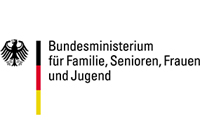 Bundesministerium
für Familie, Senioren, Frauen
und Jugend